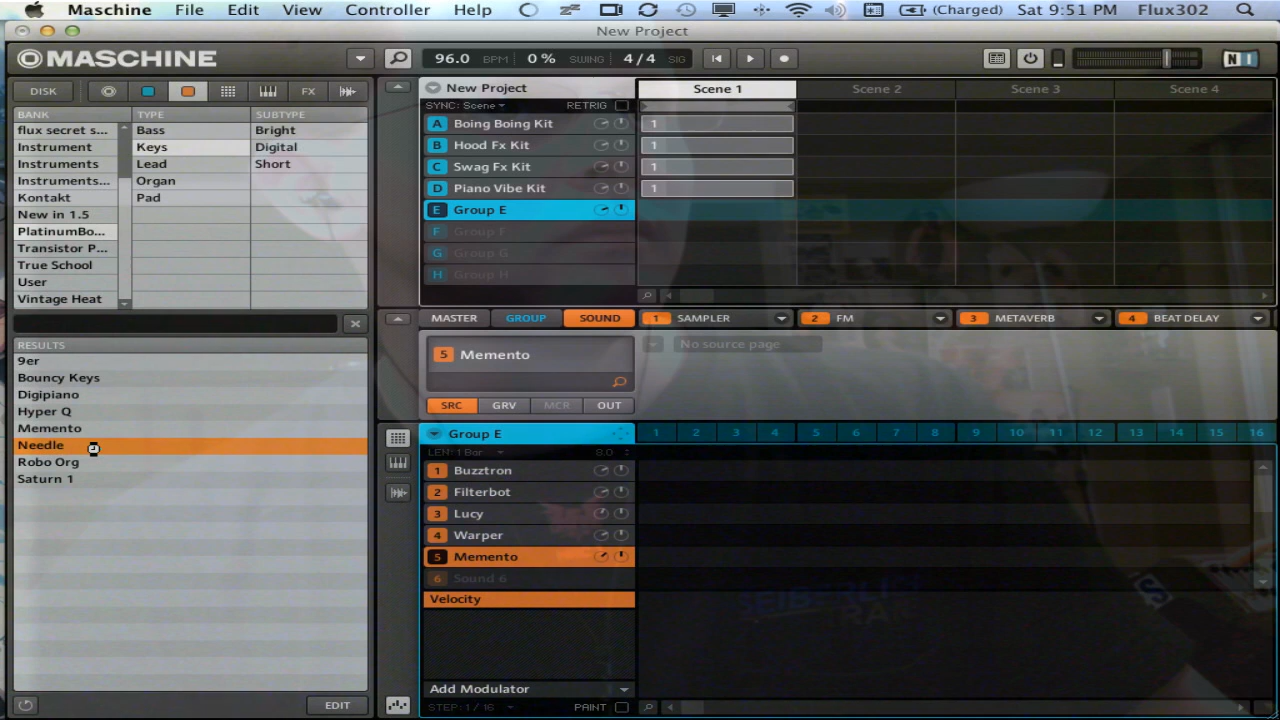 Maschine File Edit View Controller Help (Charged) Sat 9:51 PM Flux302
New Project
MASCHINE 96.0 BPM 0% SWING 4/4 SIG
DISK FX
BANK TYPE SUBTYPE
flux secret s... Bass Bright
Instrument Keys Digital
Instruments Lead Short
Instruments... Organ
Kontakt Pad
New in 1.5
PlatinumBo...
Transistor P...
True School
User
Vintage Heat
RESULTS
9er
Bouncy Keys
Digipiano
Hyper Q
Memento
Needle
Robo Org
Saturn 1
EDIT
New Project Scene 1 Scene 2 Scene 3 Scene 4
SYNC: Scene RETRIG
A Boing Boing Kit 1
B Hood Fx Kit 1
C Swag Fx Kit 1
D Piano Vibe Kit 1
E Group E
F Group F
G Group G
H Group H
MASTER GROUP SOUND 1 SAMPLER 2 FM 3 METAVERB 4 BEAT DELAY
5 Memento No source page
SRC GRV MCR OUT
Group E 1 2 3 4 5 6 7 8 9 10 11 12 13 14 15 16
LEN: 1 Bar 8.0
1 Buzztron
2 Filterbot
3 Lucy
4 Warper
5 Memento
6 Sound 6
Velocity
Add Modulator
STEP: 1 / 16 PAINT